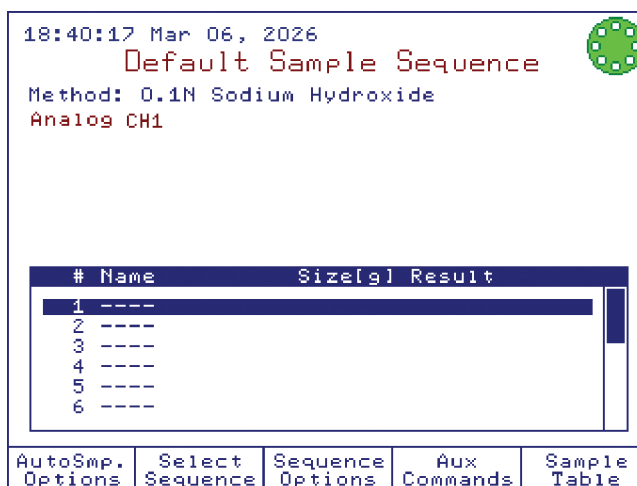 18:40:17 Mar 06, 2026
Default Sample Sequence
Method: 0.1N Sodium Hydroxide
Analog CH1
# Name Size[g] Result
1 ----
2 ----
3 ----
4 ----
5 ----
6 ----
AutoSmp. Select Sequence Aux Sample
Options Sequence Options Commands Table